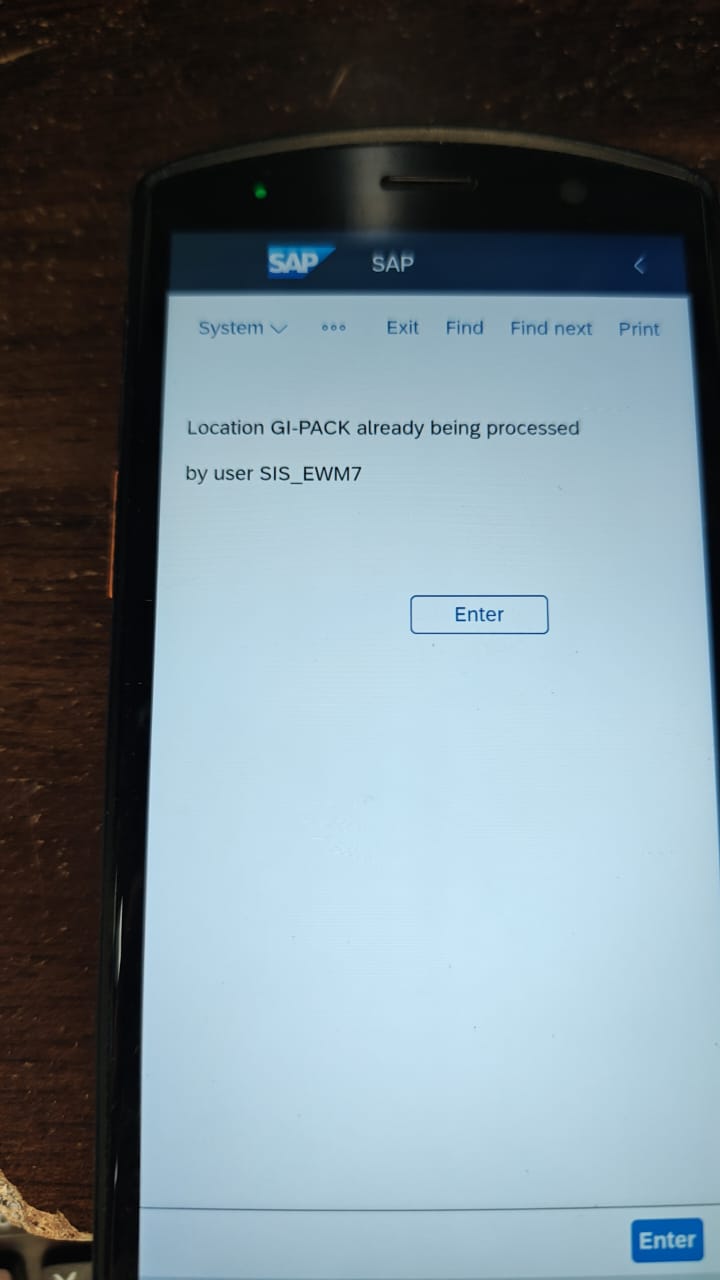 SAP SAP
System ooo Exit Find Find next Print
Location GI-PACK already being processed
by user SIS_EWM7
Enter
Enter